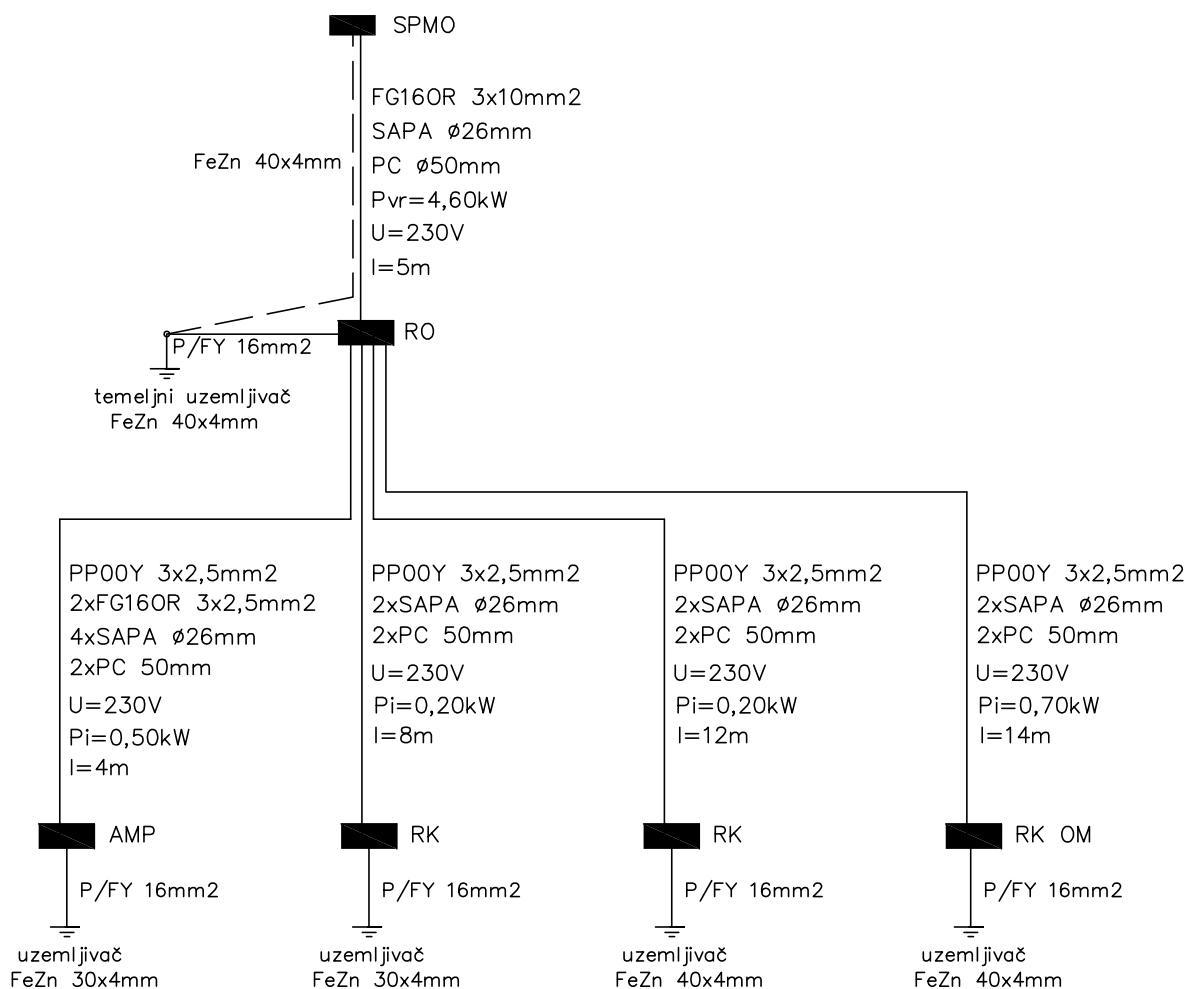 SPMO
FG16OR 3x10mm2
SAPA ø26mm
FeZn 40x4mm
PC ø50mm
Pvr=4,60kW
U=230V
l=5m
RO
P/FY 16mm2
temeljni uzemljivač
FeZn 40x4mm
PP00Y 3x2,5mm2
2xFG16OR 3x2,5mm2
4xSAPA ø26mm
2xPC 50mm
U=230V
Pi=0,50kW
l=4m
AMP
P/FY 16mm2
uzemljivač
FeZn 30x4mm
PP00Y 3x2,5mm2
2xSAPA ø26mm
2xPC 50mm
U=230V
Pi=0,20kW
l=8m
RK
P/FY 16mm2
uzemljivač
FeZn 30x4mm
PP00Y 3x2,5mm2
2xSAPA ø26mm
2xPC 50mm
U=230V
Pi=0,20kW
l=12m
RK
P/FY 16mm2
uzemljivač
FeZn 40x4mm
PP00Y 3x2,5mm2
2xSAPA ø26mm
2xPC 50mm
U=230V
Pi=0,70kW
l=14m
RK OM
P/FY 16mm2
uzemljivač
FeZn 40x4mm